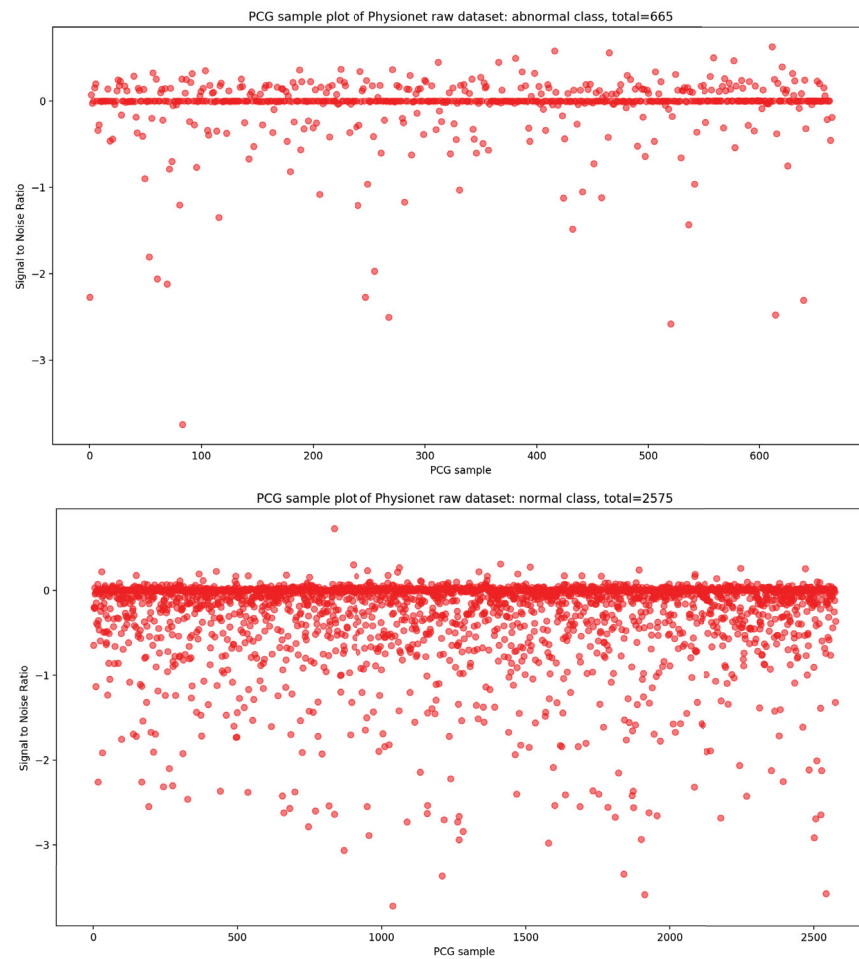 PCG sample plot of Physionet raw dataset: abnormal class, total=665
0
−1
−2
−3
Signal to Noise Ratio
0 100 200 300 400 500 600
PCG sample
PCG sample plot of Physionet raw dataset: normal class, total=2575
0
−1
−2
−3
Signal to Noise Ratio
0 500 1000 1500 2000 2500
PCG sample